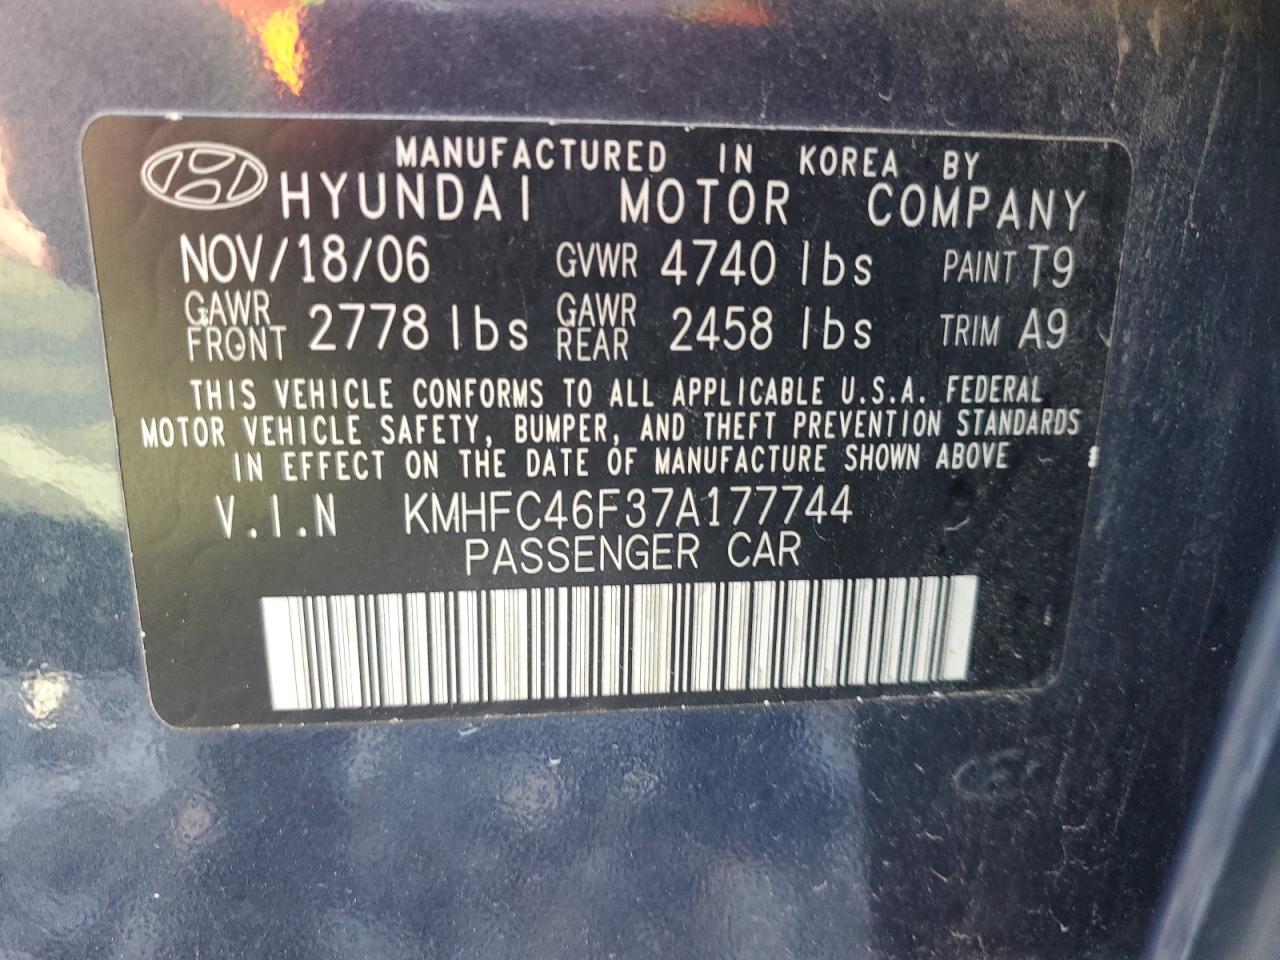 MANUFACTURED IN KOREA BY
HYUNDAI MOTOR COMPANY
NOV/18/06 GVWR 4740 lbs PAINT T9
GAWR FRONT 2778 lbs GAWR REAR 2458 lbs TRIM A9
THIS VEHICLE CONFORMS TO ALL APPLICABLE U.S.A. FEDERAL
MOTOR VEHICLE SAFETY, BUMPER, AND THEFT PREVENTION STANDARDS
IN EFFECT ON THE DATE OF MANUFACTURE SHOWN ABOVE
V.I.N KMHFC46F37A177744
PASSENGER CAR